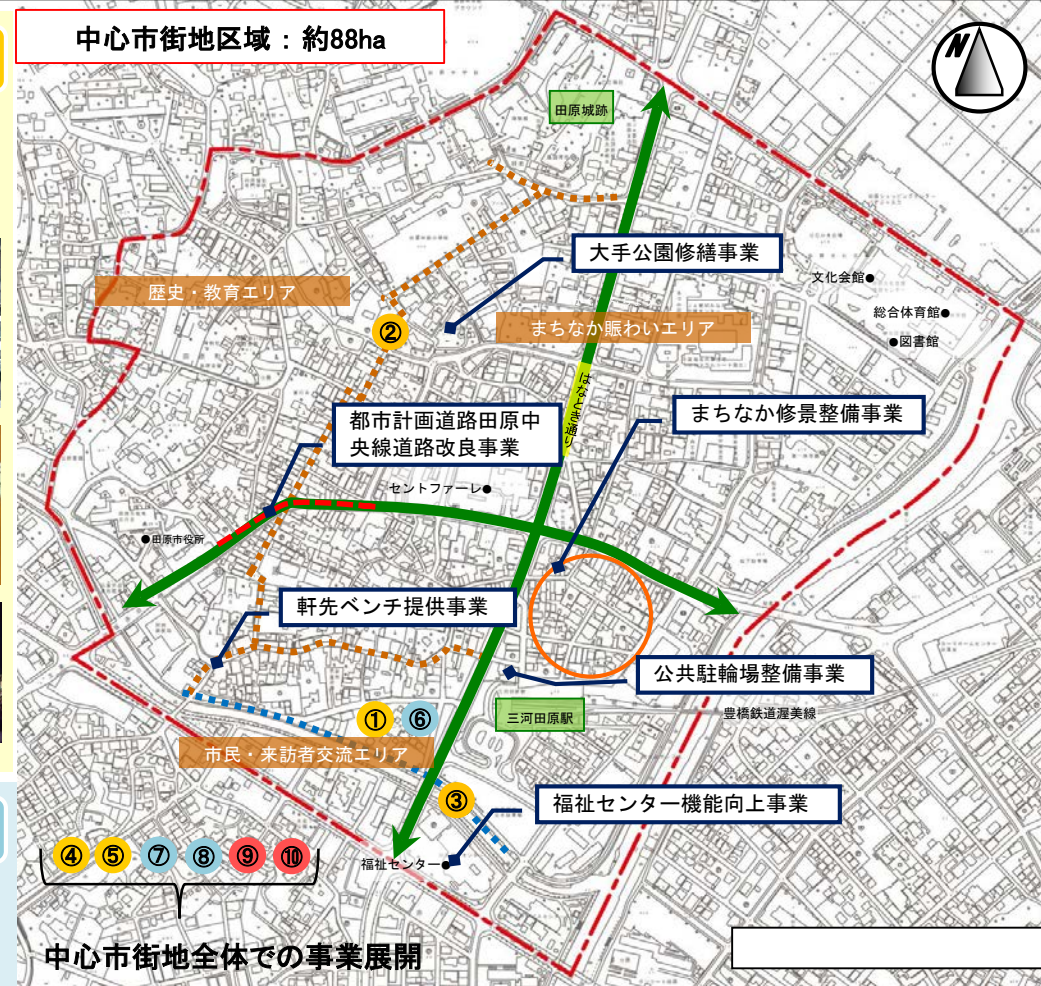 中心市街地区域：約88ha
N
田原城跡
大手公園修繕事業
文化会館●
歴史・教育エリア
総合体育館●
②
まちなか賑わいエリア
●図書館
はなとき通り
都市計画道路田原中
央線道路改良事業
まちなか修景整備事業
セントファーレ●
●田原市役所
軒先ベンチ提供事業
公共駐輪場整備事業
①
⑥
三河田原駅
豊橋鉄道渥美線
市民・来訪者交流エリア
③
福祉センター機能向上事業
④ ⑤ ⑦ ⑧ ⑨ ⑩
福祉センター●
中心市街地全体での事業展開